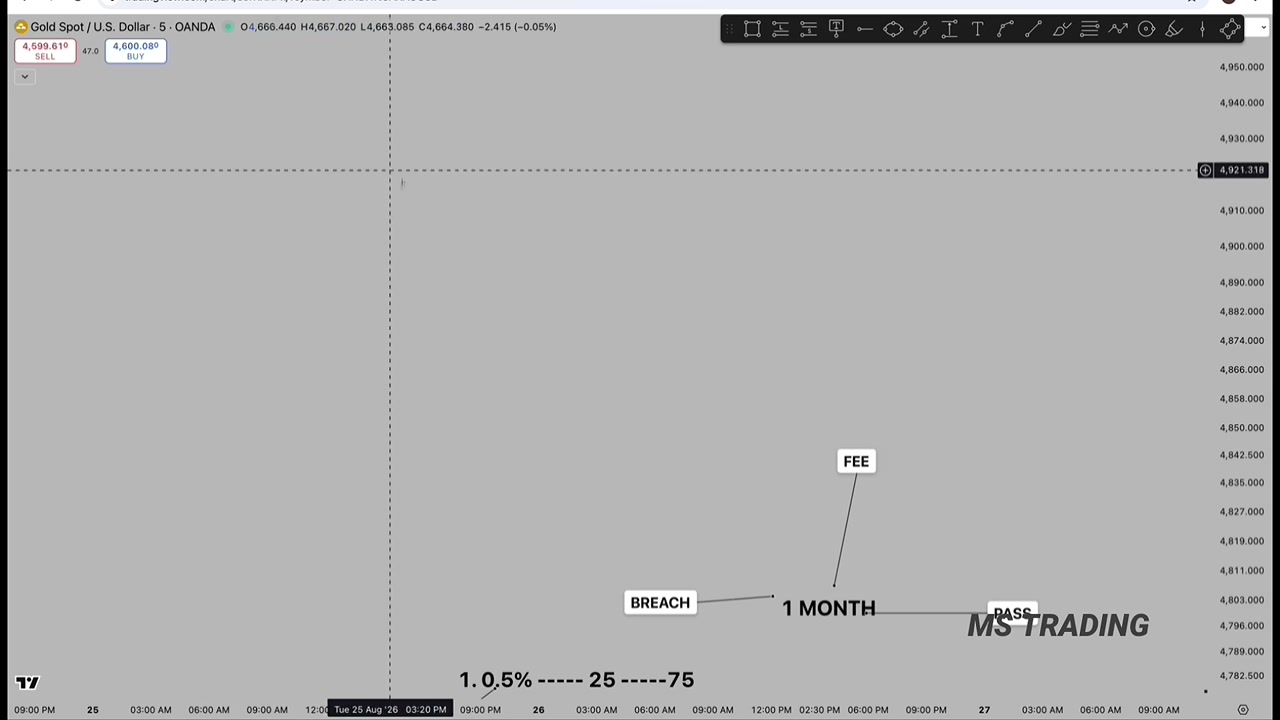 Gold Spot / U.S. Dollar · 5 · OANDA O4,666.440 H4,667.020 L4,663.085 C4,664.380 −2.415 (−0.05%)
4,599.610 47.0 4,600.080
SELL BUY
4,950.000
4,940.000
4,930.000
4,921.318
4,910.000
4,900.000
4,890.000
4,882.000
4,874.000
4,866.000
4,858.000
4,850.000
4,842.500
FEE
4,835.000
4,827.000
4,819.000
4,811.000
BREACH
4,803.000
1 MONTH
PASS
MS TRADING
4,796.000
4,789.000
4,782.500
1. 0.5% ----- 25 -----75
09:00 PM 25 03:00 AM 06:00 AM 09:00 AM 12:00 Tue 25 Aug '26 03:20 PM 09:00 PM 26 03:00 AM 06:00 AM 09:00 AM 12:00 PM 02:30 PM 06:00 PM 09:00 PM 27 03:00 AM 06:00 AM 09:00 AM